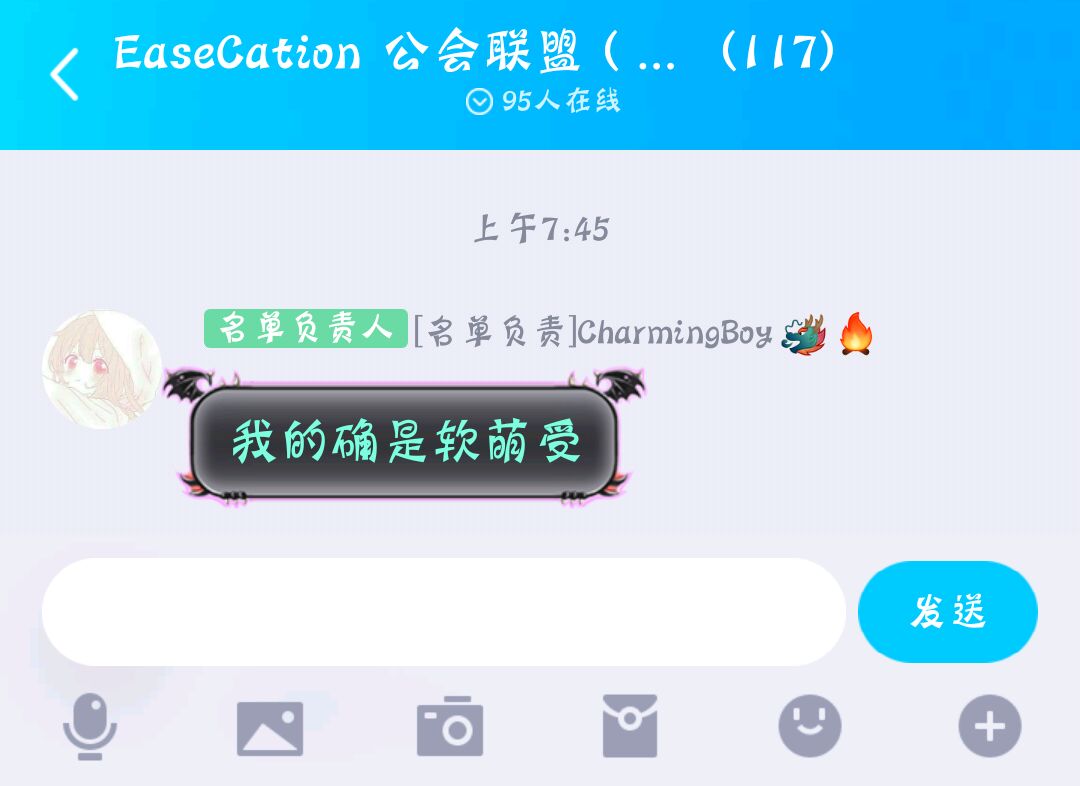 EaseCation 公会联盟 ( ... (117)
95人在线
上午7:45
名单负责人 [名单负责]CharmingBoy🐉🔥
我的确是软萌受
发送